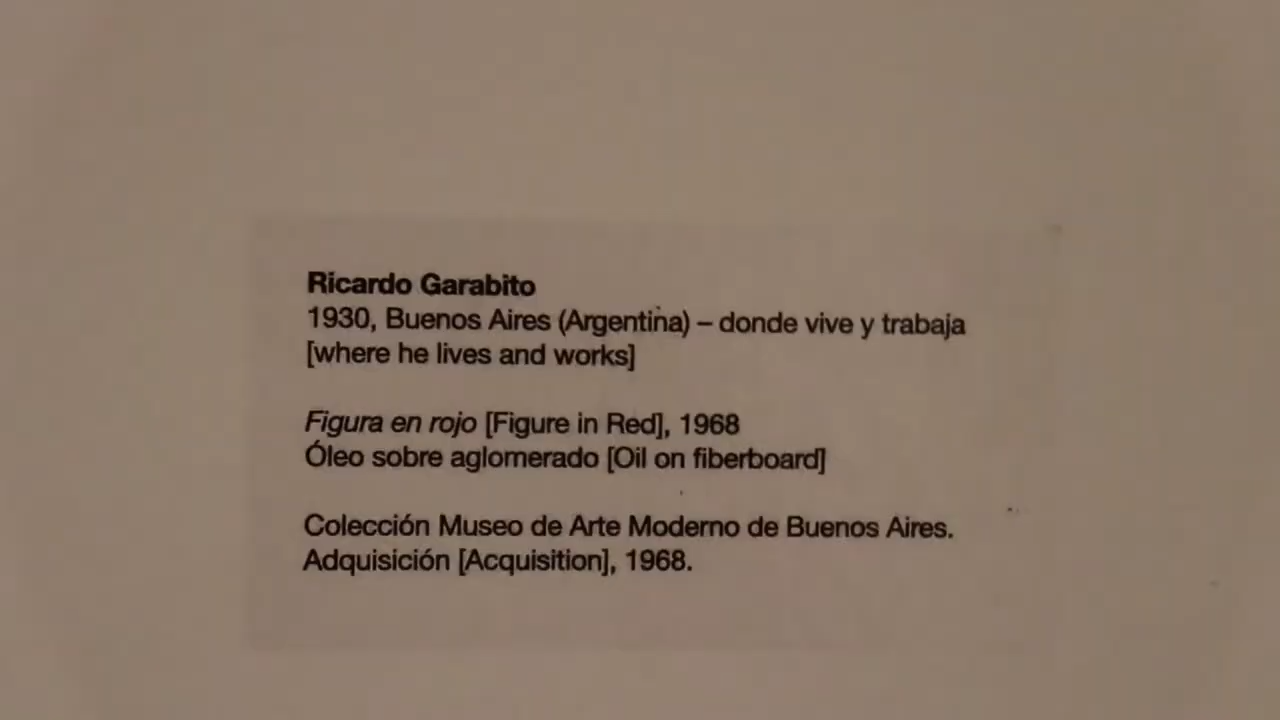 Ricardo Garabito
1930, Buenos Aires (Argentina) – donde vive y trabaja
[where he lives and works]
Figura en rojo [Figure in Red], 1968
Óleo sobre aglomerado [Oil on fiberboard]
Colección Museo de Arte Moderno de Buenos Aires.
Adquisición [Acquisition], 1968.